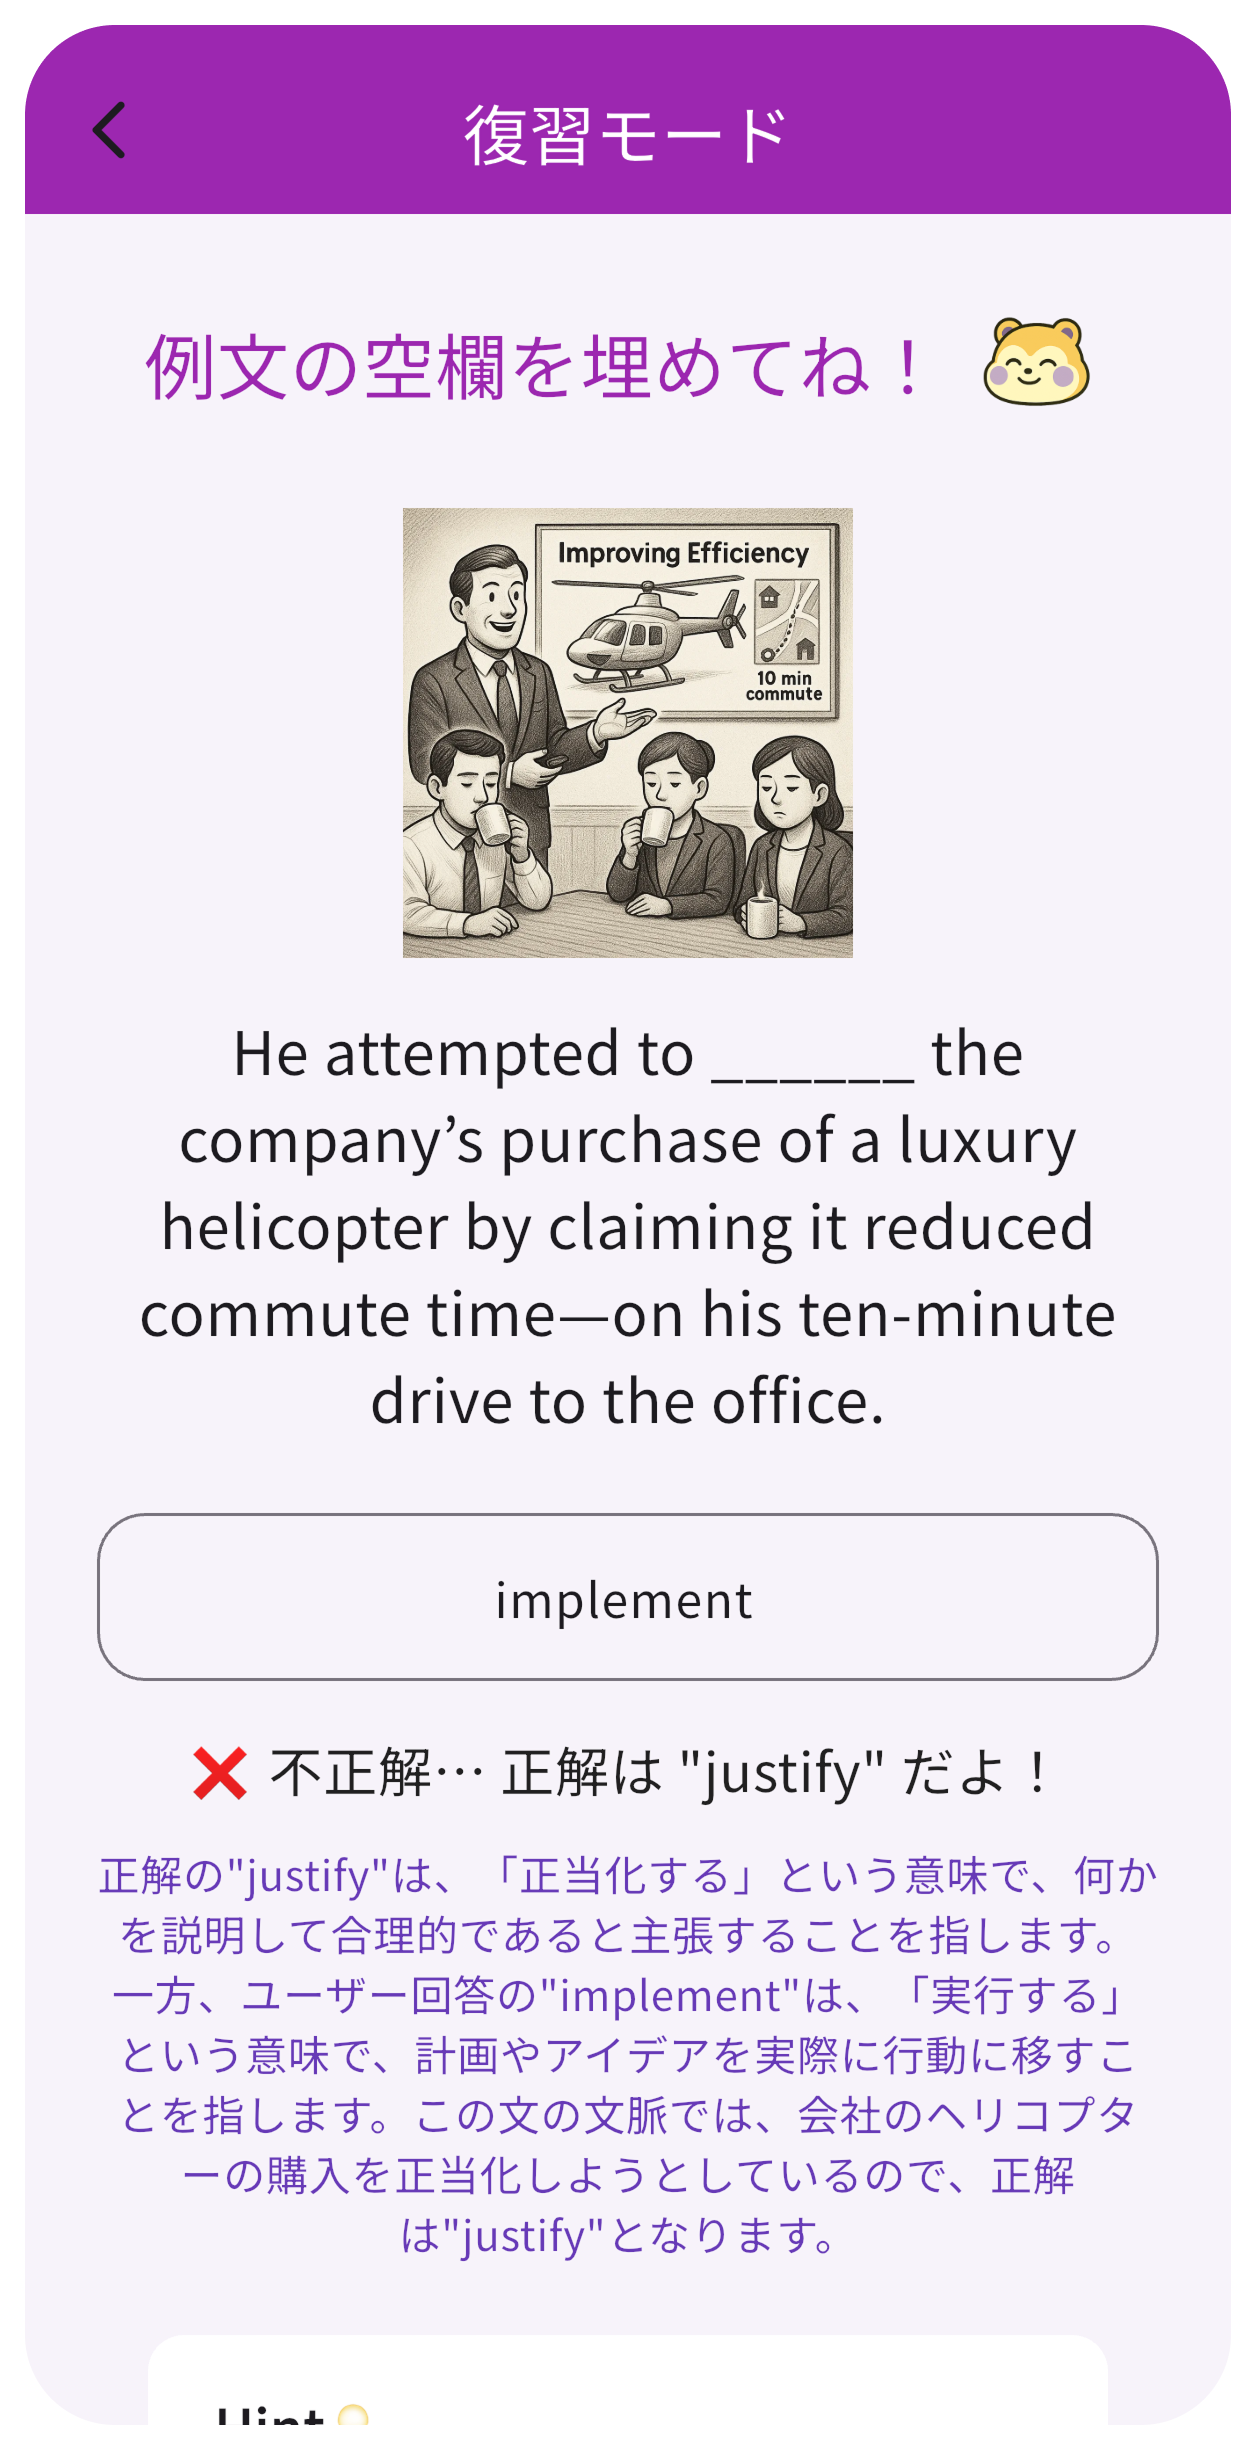 復習モード
例文の空欄を埋めてね！
Improving Efficiency
10 min
commute
He attempted to ______ the
company’s purchase of a luxury
helicopter by claiming it reduced
commute time—on his ten-minute
drive to the office.
implement
❌ 不正解… 正解は "justify" だよ！
正解の"justify"は、「正当化する」という意味で、何か
を説明して合理的であると主張することを指します。
一方、ユーザー回答の"implement"は、「実行する」
という意味で、計画やアイデアを実際に行動に移すこ
とを指します。この文の文脈では、会社のヘリコプタ
ーの購入を正当化しようとしているので、正解
は"justify"となります。
Hint